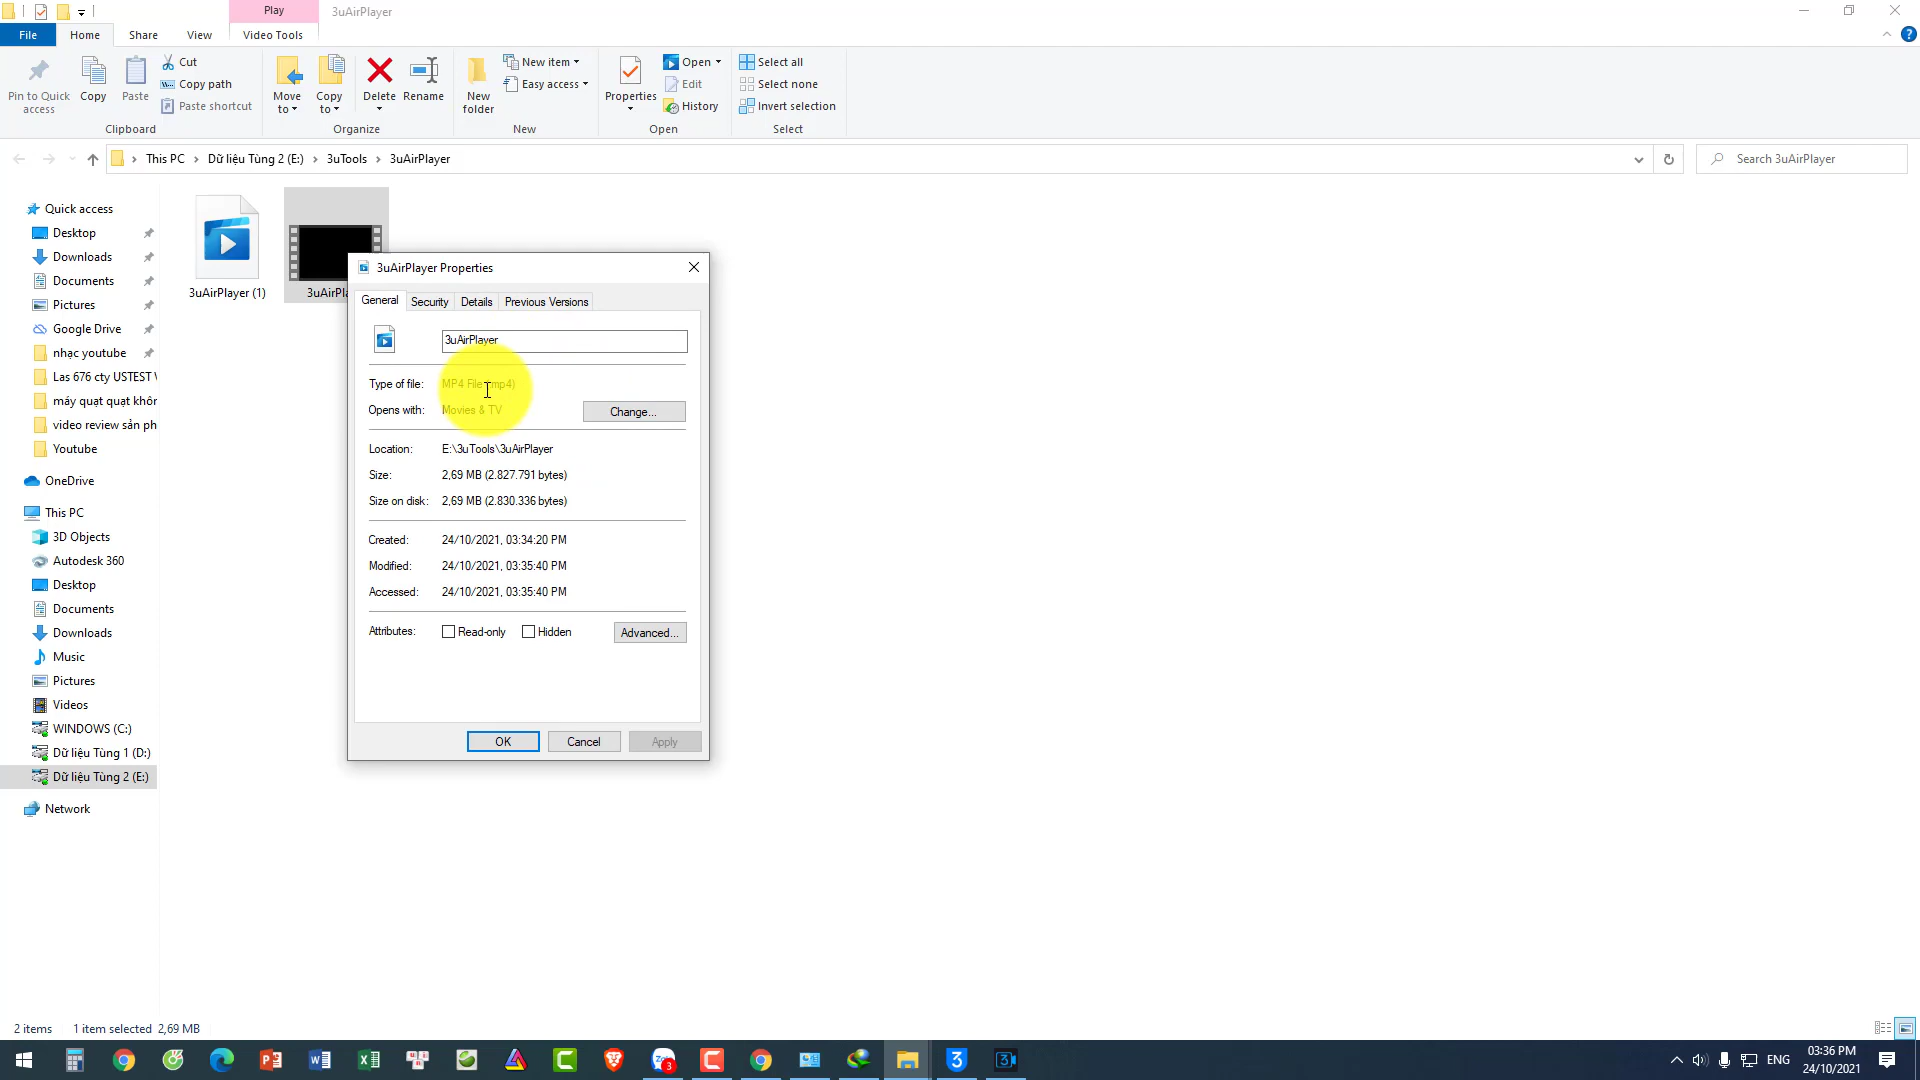 Play
3uAirPlayer
File
Home
Share
View
Video Tools
Pin to Quick access
Copy
Paste
Cut
Copy path
Paste shortcut
Move to
Copy to
Delete
Rename
New folder
New item
Easy access
Properties
Open
Edit
History
Select all
Select none
Invert selection
Clipboard
Organize
New
Open
Select
This PC
Dữ liệu Tùng 2 (E:)
3uTools
3uAirPlayer
Search 3uAirPlayer
Quick access
Desktop
Downloads
Documents
Pictures
Google Drive
nhạc youtube
Las 676 cty USTEST
máy quạt quạt khôn
video review sản ph
Youtube
OneDrive
This PC
3D Objects
Autodesk 360
Desktop
Documents
Downloads
Music
Pictures
Videos
WINDOWS (C:)
Dữ liệu Tùng 1 (D:)
Dữ liệu Tùng 2 (E:)
Network
3uAirPlayer (1)
3uAirPla
3uAirPlayer Properties
General
Security
Details
Previous Versions
3uAirPlayer
Type of file: MP4 File (.mp4)
Opens with: Movies & TV
Change...
Location: E:\3uTools\3uAirPlayer
Size: 2,69 MB (2.827.791 bytes)
Size on disk: 2,69 MB (2.830.336 bytes)
Created: 24/10/2021, 03:34:20 PM
Modified: 24/10/2021, 03:35:40 PM
Accessed: 24/10/2021, 03:35:40 PM
Attributes:
Read-only
Hidden
Advanced...
OK
Cancel
Apply
2 items
1 item selected 2,69 MB
ENG
03:36 PM
24/10/2021